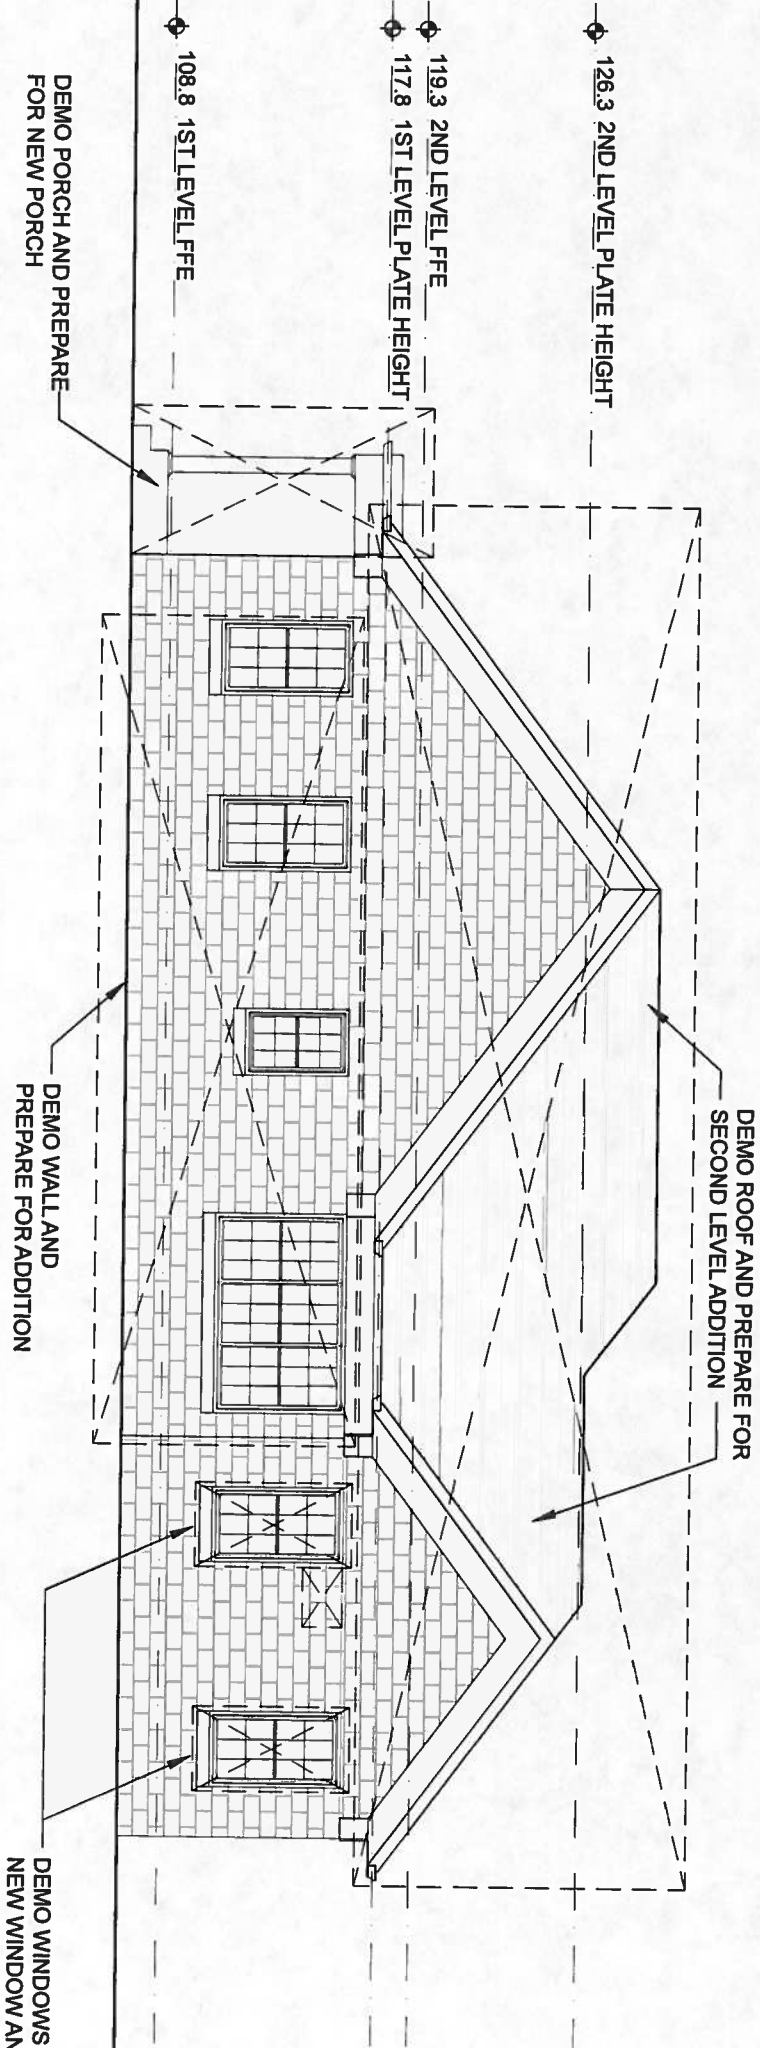 126.3 2ND LEVEL PLATE HEIGHT
119.3 2ND LEVEL FFE
117.8 1ST LEVEL PLATE HEIGHT
108.8 1ST LEVEL FFE
DEMO PORCH AND PREPARE
FOR NEW PORCH
DEMO ROOF AND PREPARE FOR
SECOND LEVEL ADDITION
DEMO WALL AND
PREPARE FOR ADDITION
DEMO WINDOWS
NEW WINDOW AN